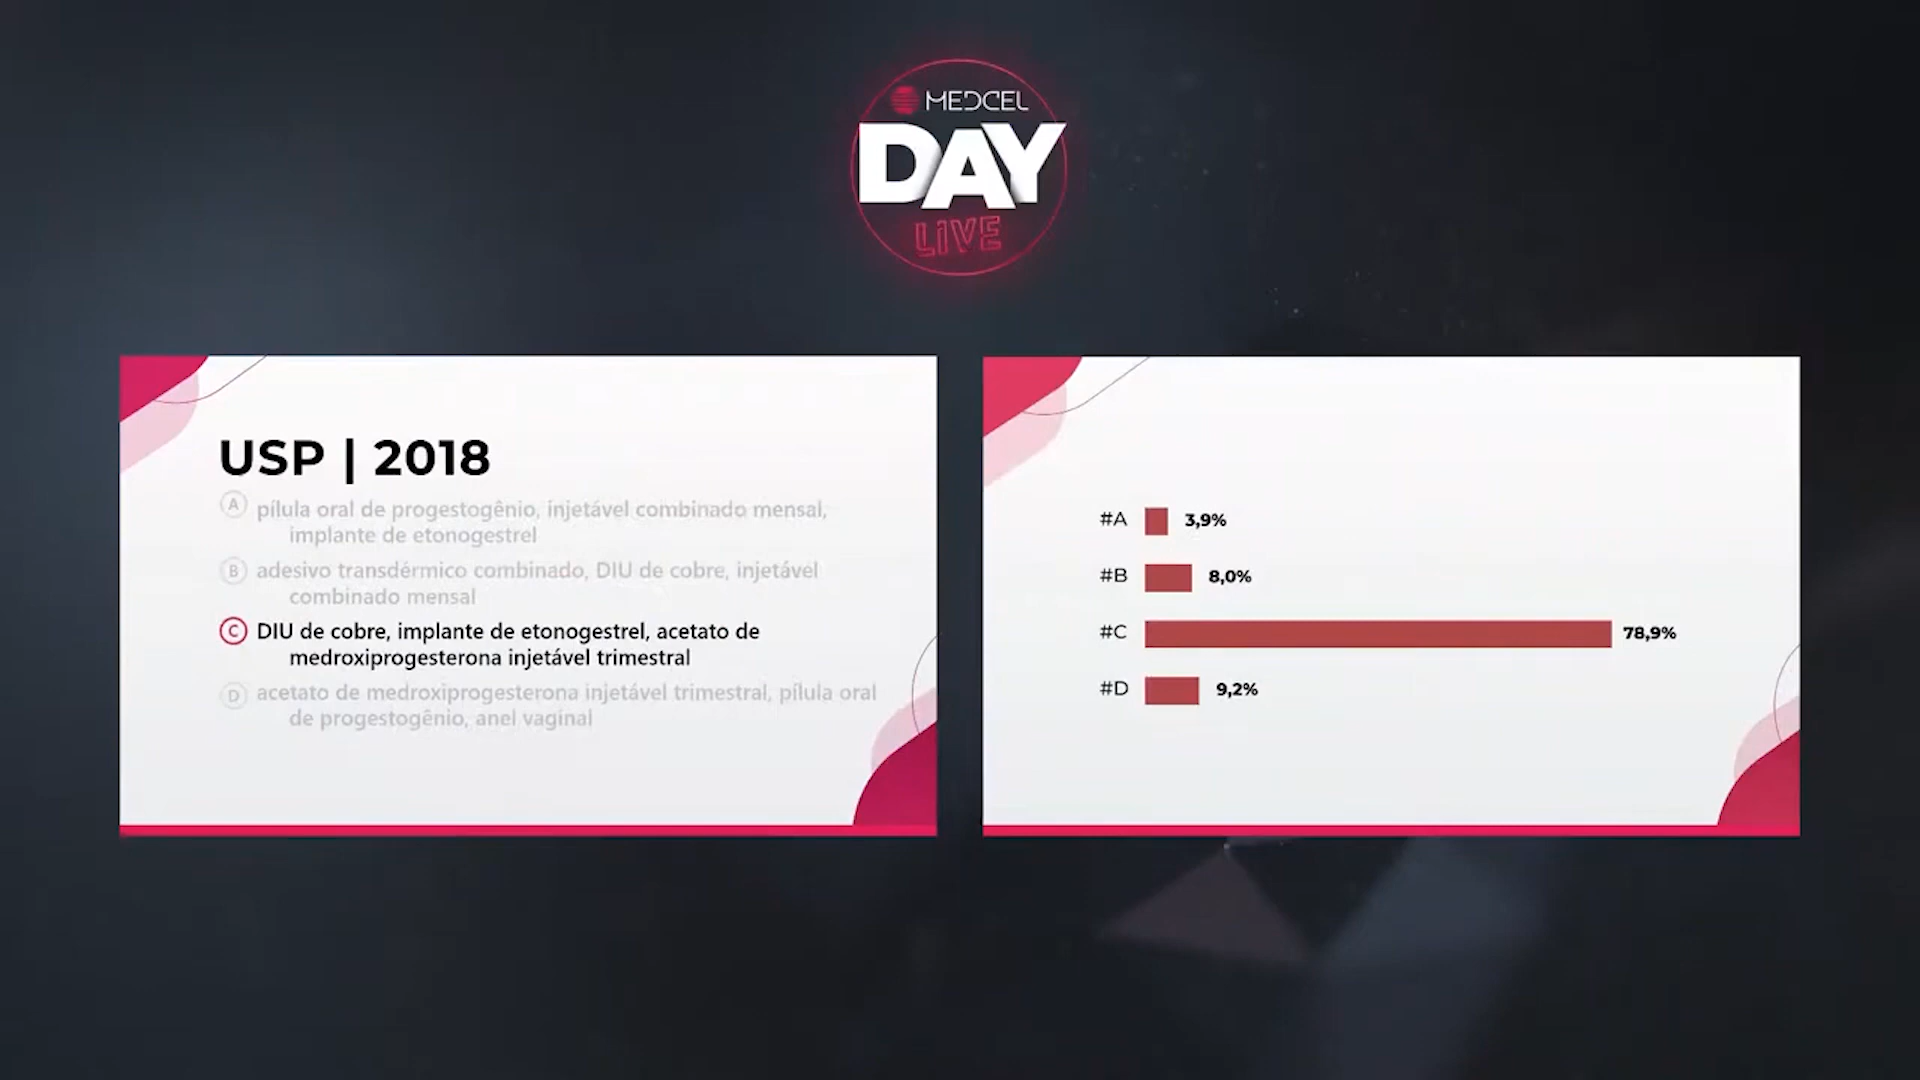 MEDCEL
DAY
LIVE
USP | 2018
A pílula oral de progestogênio, injetável combinado mensal,
implante de etonogestrel
B adesivo transdérmico combinado, DIU de cobre, injetável
combinado mensal
C DIU de cobre, implante de etonogestrel, acetato de
medroxiprogesterona injetável trimestral
D acetato de medroxiprogesterona injetável trimestral, pílula oral
de progestogênio, anel vaginal
#A 3,9%
#B 8,0%
#C 78,9%
#D 9,2%